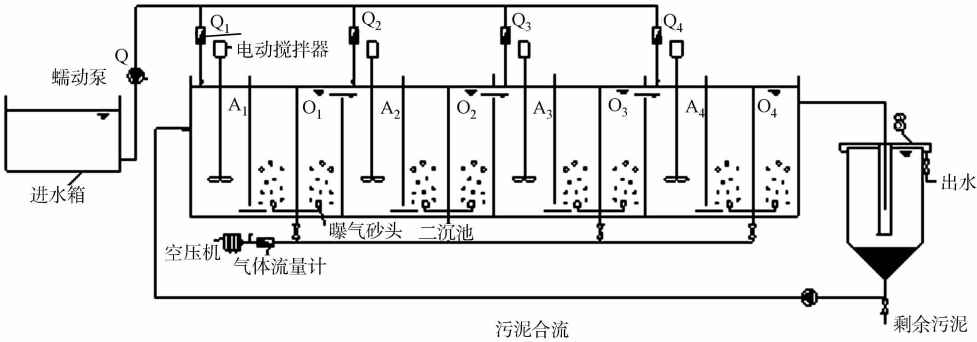 Q1
Q2
Q3
Q4
电动搅拌器
Q
蠕动泵
A1
O1
A2
O2
A3
O3
A4
O4
进水箱
出水
曝气砂头
二沉池
空压机
气体流量计
剩余污泥
污泥合流